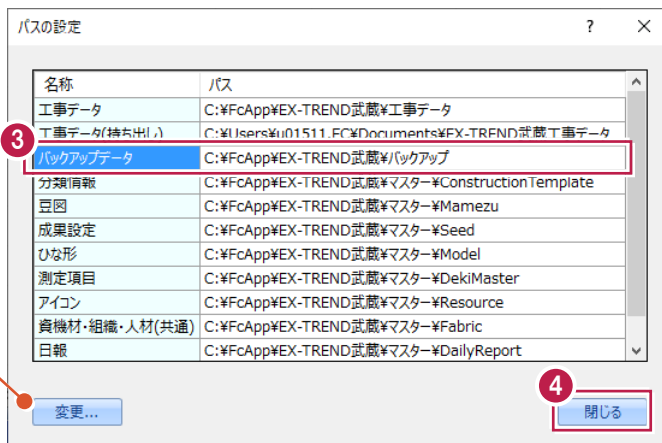 パスの設定 ? ×
名称 パス
工事データ C:¥FcApp¥EX-TREND武蔵¥工事データ
工事データ(持ち出し) C:¥Users¥u01511.FC¥Documents¥EX-TREND武蔵工事データ
3
バックアップデータ C:¥FcApp¥EX-TREND武蔵¥バックアップ
分類情報 C:¥FcApp¥EX-TREND武蔵¥マスター¥ConstructionTemplate
豆図 C:¥FcApp¥EX-TREND武蔵¥マスター¥Mamezu
成果設定 C:¥FcApp¥EX-TREND武蔵¥マスター¥Seed
ひな形 C:¥FcApp¥EX-TREND武蔵¥マスター¥Model
測定項目 C:¥FcApp¥EX-TREND武蔵¥マスター¥DekiMaster
アイコン C:¥FcApp¥EX-TREND武蔵¥マスター¥Resource
資機材・組織・人材(共通) C:¥FcApp¥EX-TREND武蔵¥マスター¥Fabric
日報 C:¥FcApp¥EX-TREND武蔵¥マスター¥DailyReport
4
変更... 閉じる